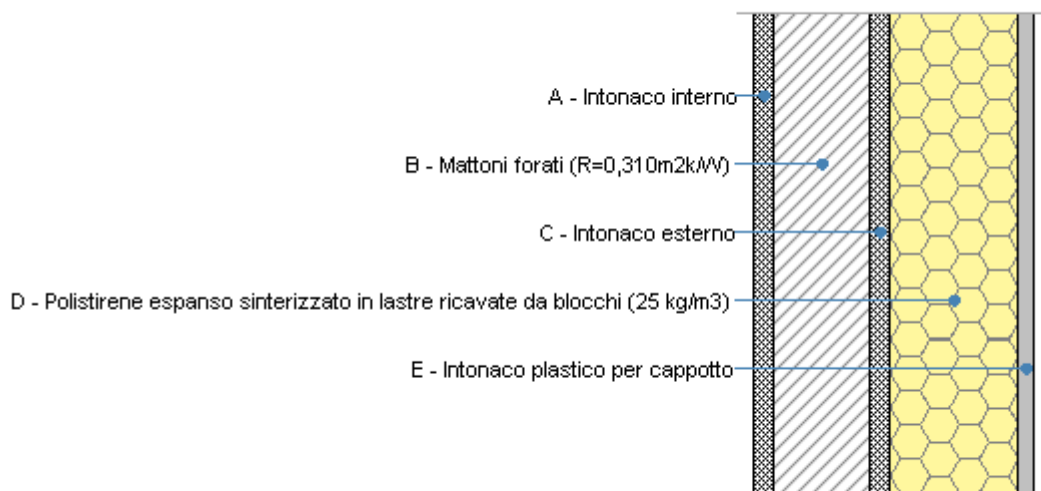 A - Intonaco interno
B - Mattoni forati (R=0,310m2k/W)
C - Intonaco esterno
D - Polistirene espanso sinterizzato in lastre ricavate da blocchi (25 kg/m3)
E - Intonaco plastico per cappotto